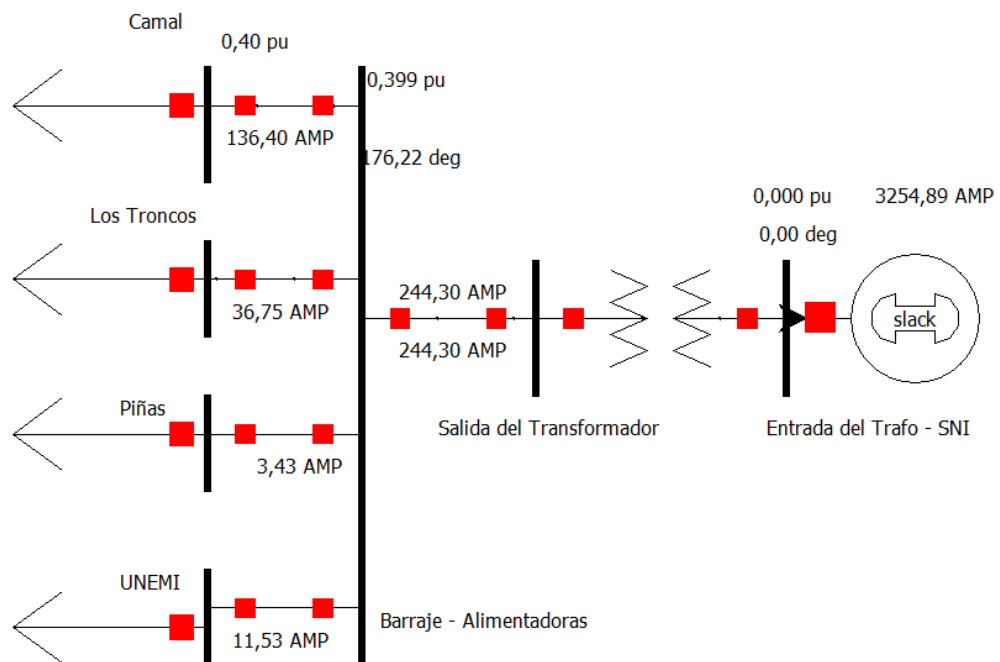 Camal
0,40 pu
0,399 pu
136,40 AMP
176,22 deg
Los Troncos
36,75 AMP
0,000 pu
3254,89 AMP
0,00 deg
244,30 AMP
244,30 AMP
slack
Piñas
3,43 AMP
Salida del Transformador
Entrada del Trafo - SNI
UNEMI
11,53 AMP
Barraje - Alimentadoras